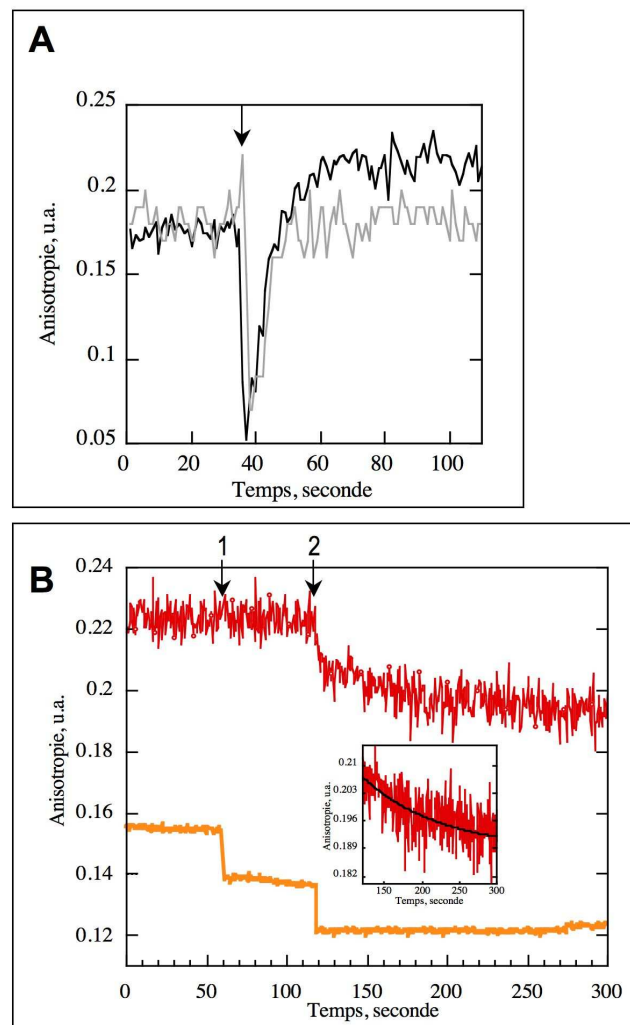 A
0.25
0.2
0.15
0.1
0.05
Anisotropie, u.a.
0 20 40 60 80 100
Temps, seconde
B
1 2
0.24
0.22
0.2
0.18
0.16
0.14
0.12
Anisotropie, u.a.
0.21
0.203
0.196
0.189
0.182
Anisotropie, u.a.
150 200 250 300
Temps, seconde
0 50 100 150 200 250 300
Temps, seconde